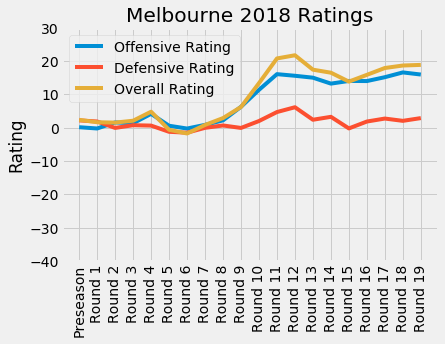 Melbourne 2018 Ratings
Offensive Rating
Defensive Rating
Overall Rating
Rating
30
20
10
0
−10
−20
−30
−40
Preseason
Round 1
Round 2
Round 3
Round 4
Round 5
Round 6
Round 7
Round 8
Round 9
Round 10
Round 11
Round 12
Round 13
Round 14
Round 15
Round 16
Round 17
Round 18
Round 19